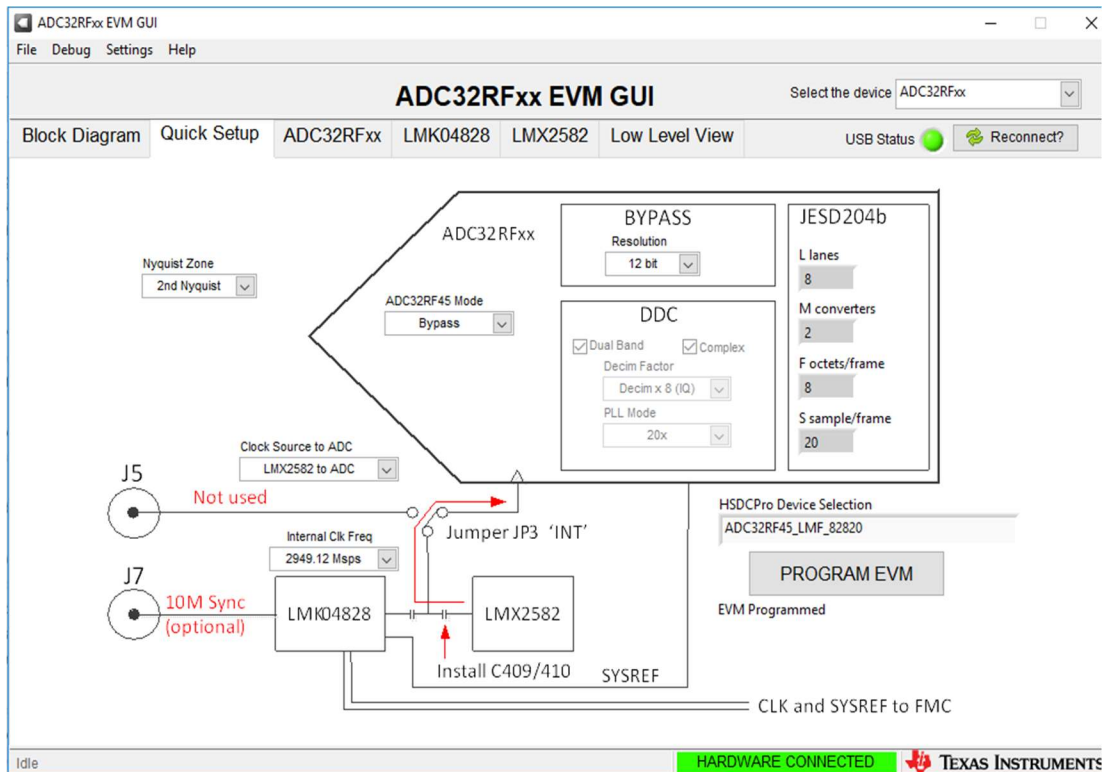 ADC32RFxx EVM GUI
File Debug Settings Help
ADC32RFxx EVM GUI
Select the device ADC32RFxx
Block Diagram Quick Setup ADC32RFxx LMK04828 LMX2582 Low Level View
USB Status Reconnect?
Nyquist Zone
2nd Nyquist
ADC32RFxx
ADC32RF45 Mode
Bypass
BYPASS
Resolution
12 bit
DDC
Dual Band Complex
Decim Factor
Decim x 8 (IQ)
PLL Mode
20x
JESD204b
L lanes
8
M converters
2
F octets/frame
8
S sample/frame
20
Clock Source to ADC
LMX2582 to ADC
J5
Not used
Jumper JP3 ‘INT’
Internal Clk Freq
2949.12 Msps
J7
10M Sync
(optional)
LMK04828
LMX2582
Install C409/410
SYSREF
CLK and SYSREF to FMC
HSDCPro Device Selection
ADC32RF45_LMF_82820
PROGRAM EVM
EVM Programmed
Idle
HARDWARE CONNECTED
TEXAS INSTRUMENTS